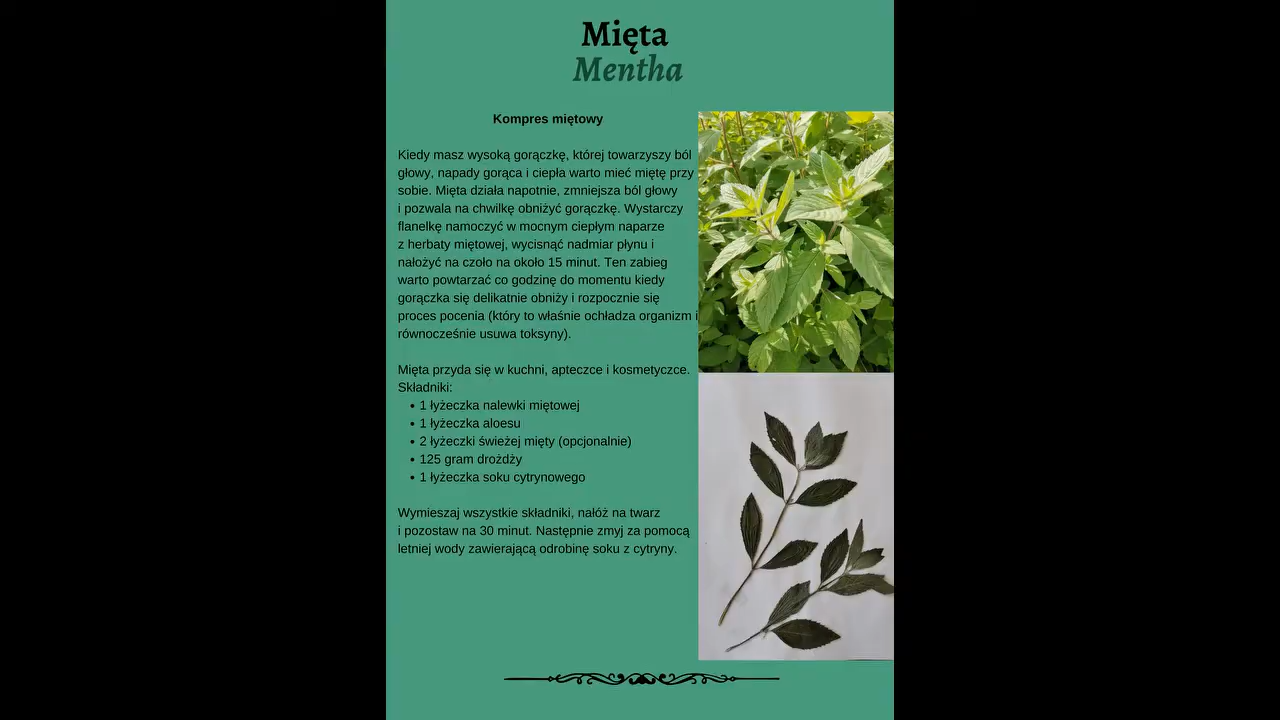 Mięta
Mentha
Kompres miętowy
Kiedy masz wysoką gorączkę, której towarzyszy ból
głowy, napady gorąca i ciepła warto mieć miętę przy
sobie. Mięta działa napotnie, zmniejsza ból głowy
i pozwala na chwilkę obniżyć gorączkę. Wystarczy
flanelkę namoczyć w mocnym ciepłym naparze
z herbaty miętowej, wycisnąć nadmiar płynu i
nałożyć na czoło na około 15 minut. Ten zabieg
warto powtarzać co godzinę do momentu kiedy
gorączka się delikatnie obniży i rozpocznie się
proces pocenia (który to właśnie ochładza organizm i
równocześnie usuwa toksyny).
Mięta przyda się w kuchni, apteczce i kosmetyczce.
Składniki:
• 1 łyżeczka nalewki miętowej
• 1 łyżeczka aloesu
• 2 łyżeczki świeżej mięty (opcjonalnie)
• 125 gram drożdży
• 1 łyżeczka soku cytrynowego
Wymieszaj wszystkie składniki, nałóż na twarz
i pozostaw na 30 minut. Następnie zmyj za pomocą
letniej wody zawierającą odrobinę soku z cytryny.